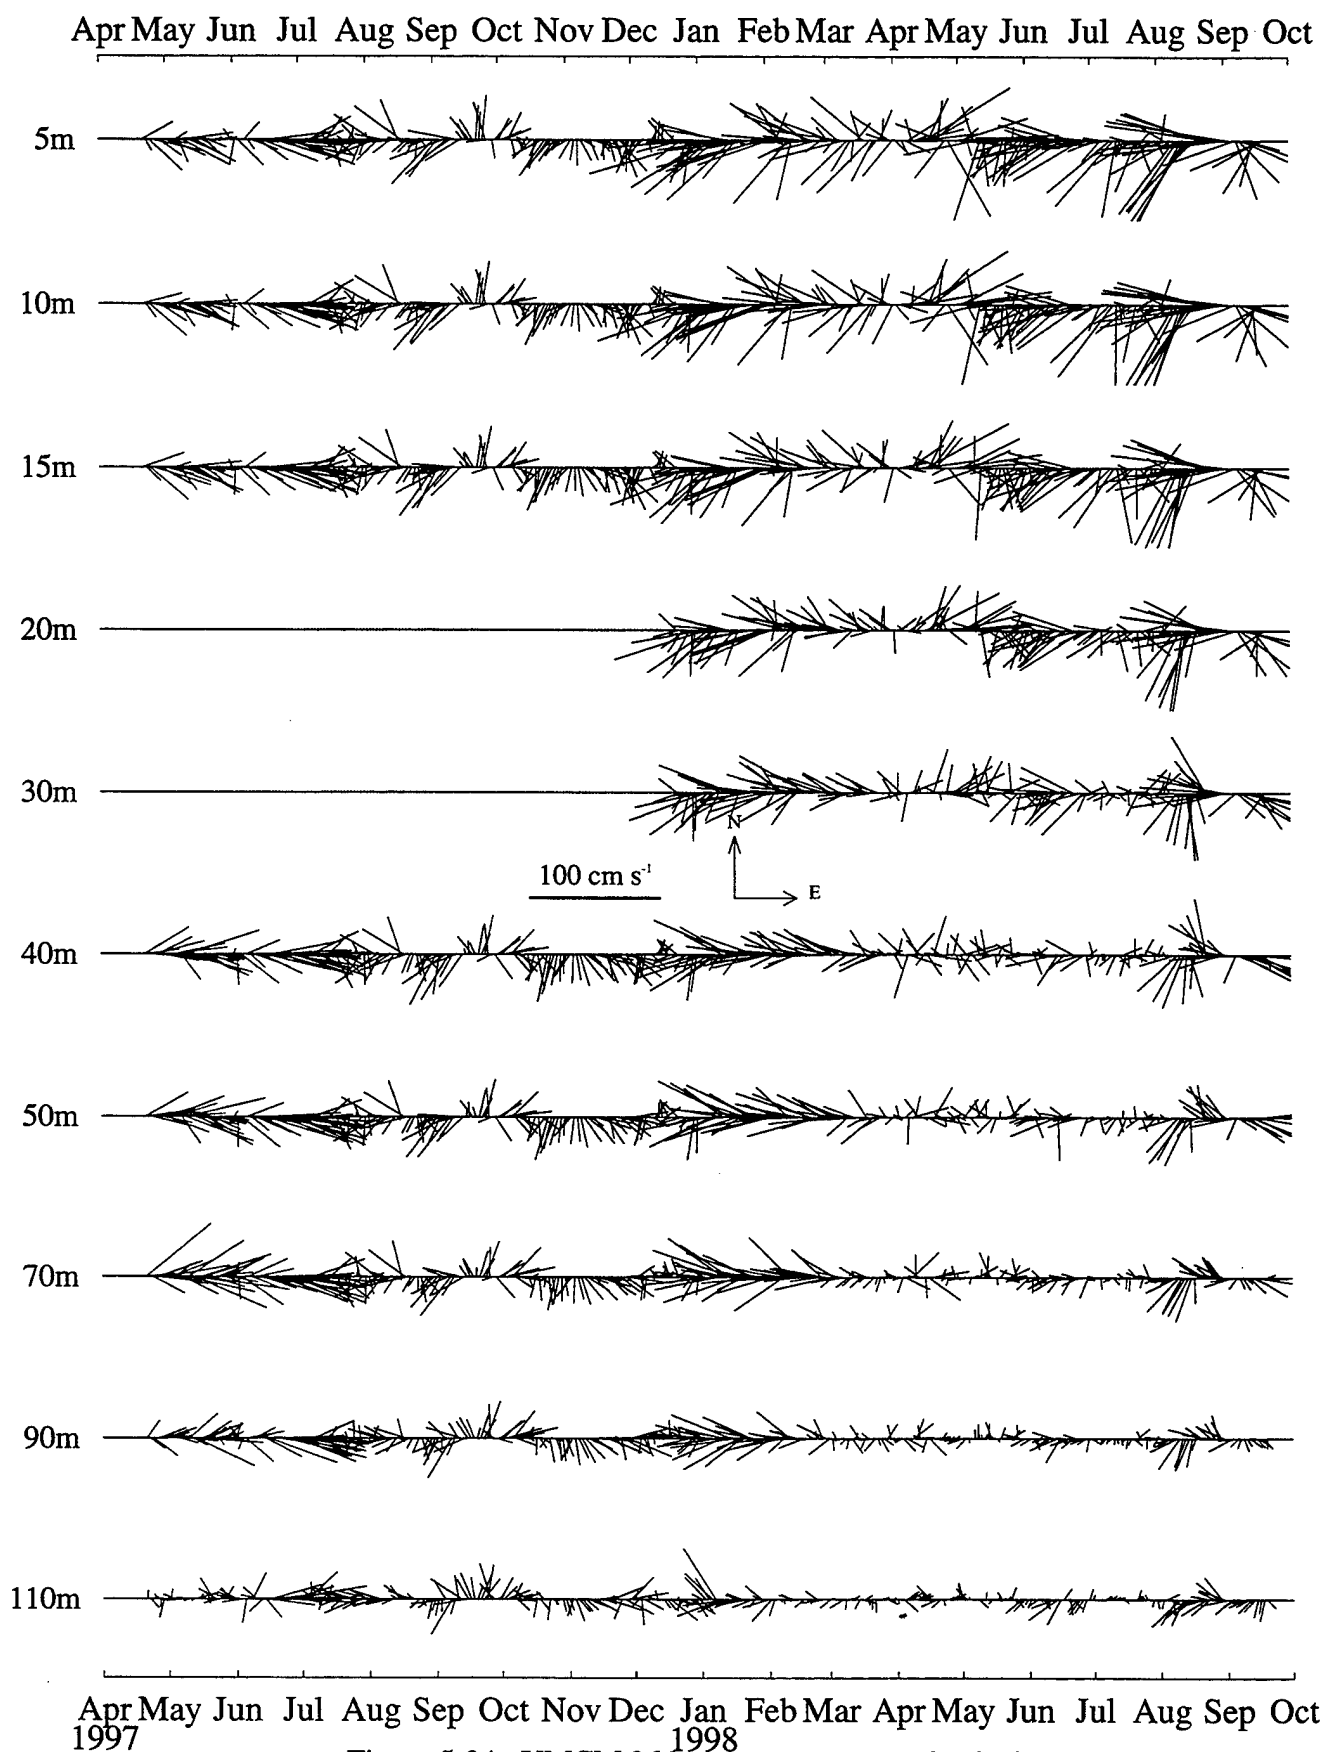 Apr May Jun Jul Aug Sep Oct Nov Dec Jan Feb Mar Apr May Jun Jul Aug Sep Oct
5m
10m
15m
20m
30m
N
100 cm s⁻¹
E
40m
50m
70m
90m
110m
Apr May Jun Jul Aug Sep Oct Nov Dec Jan Feb Mar Apr May Jun Jul Aug Sep Oct
1997 1998